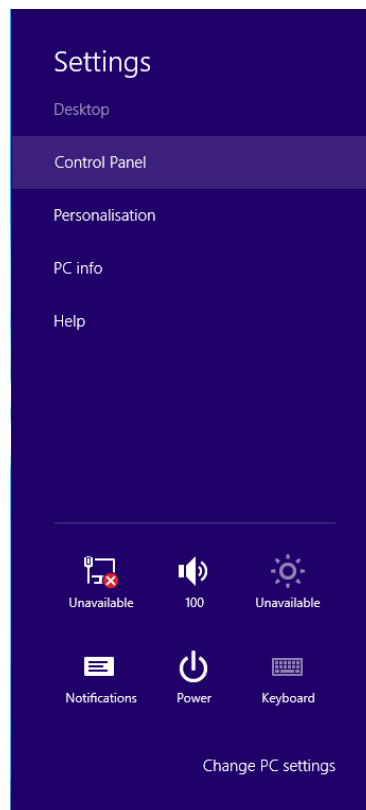 Settings
Desktop
Control Panel
Personalisation
PC info
Help
Unavailable 100 Unavailable
Notifications Power Keyboard
Change PC settings